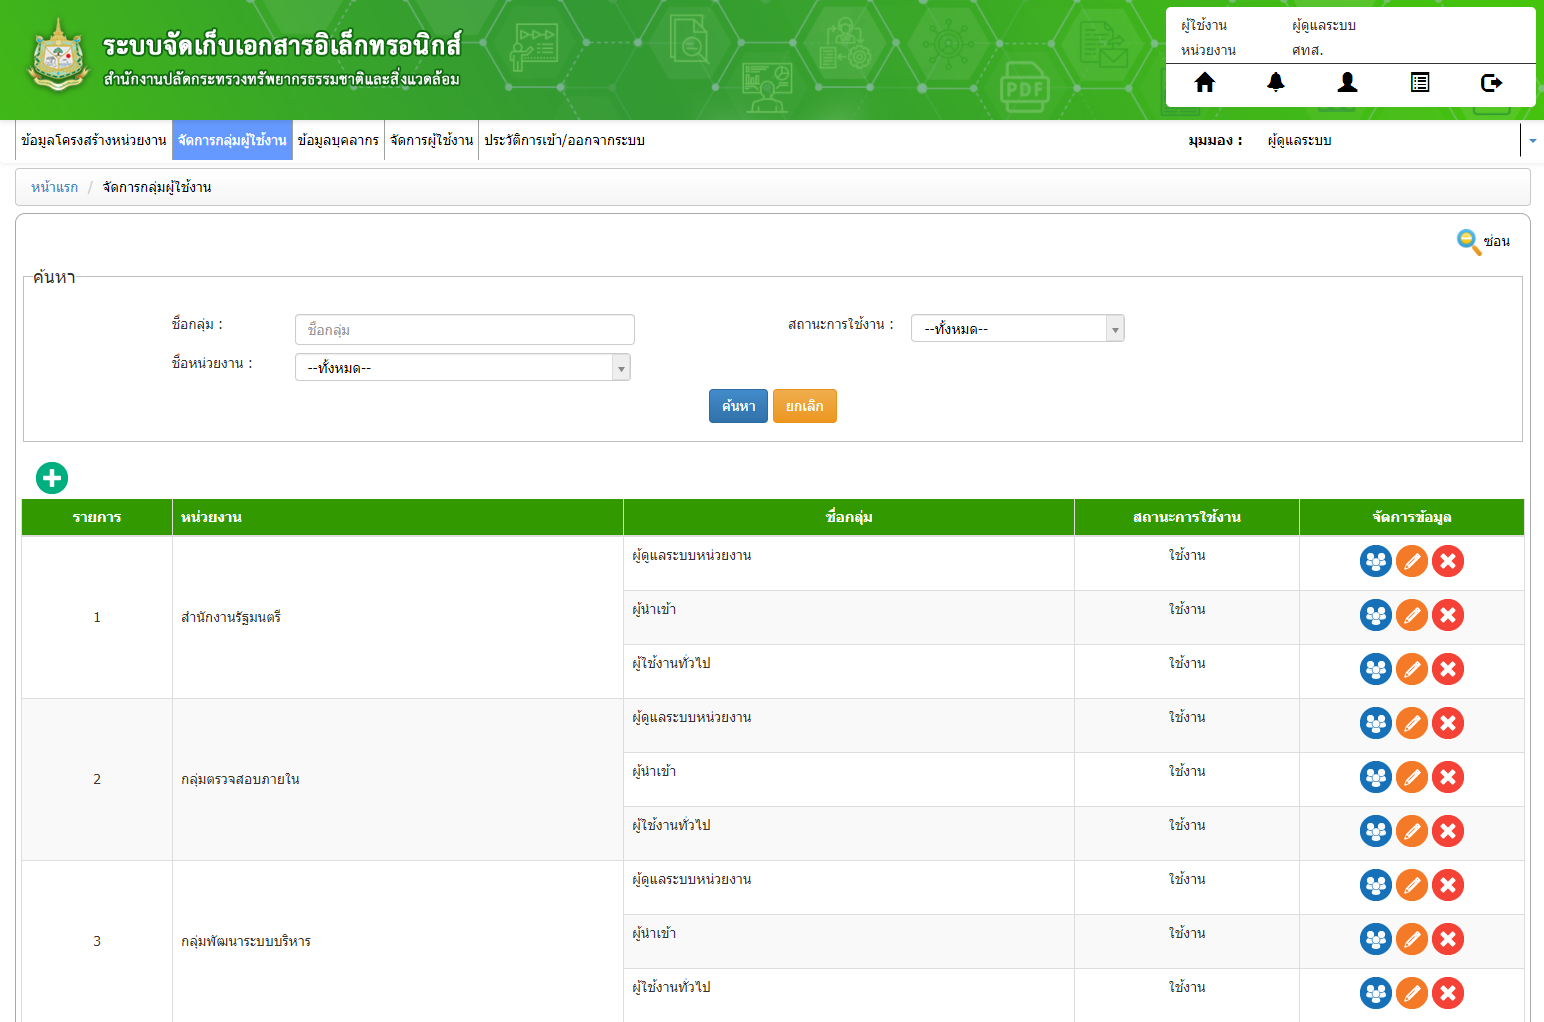 ระบบจัดเก็บเอกสารอิเล็กทรอนิกส์
สำนักงานปลัดกระทรวงทรัพยากรธรรมชาติและสิ่งแวดล้อม
PDF
ผู้ใช้งาน ผู้ดูแลระบบ
หน่วยงาน ศทส.
ข้อมูลโครงสร้างหน่วยงาน จัดการกลุ่มผู้ใช้งาน ข้อมูลบุคลากร จัดการผู้ใช้งาน ประวัติการเข้า/ออกจากระบบ มุมมอง : ผู้ดูแลระบบ
หน้าแรก / จัดการกลุ่มผู้ใช้งาน
ซ่อน
ค้นหา
ชื่อกลุ่ม : ชื่อกลุ่ม สถานะการใช้งาน : --ทั้งหมด--
ชื่อหน่วยงาน : --ทั้งหมด--
ค้นหา ยกเลิก
รายการ หน่วยงาน ชื่อกลุ่ม สถานะการใช้งาน จัดการข้อมูล
ผู้ดูแลระบบหน่วยงาน ใช้งาน
1 สำนักงานรัฐมนตรี ผู้นำเข้า ใช้งาน
ผู้ใช้งานทั่วไป ใช้งาน
ผู้ดูแลระบบหน่วยงาน ใช้งาน
2 กลุ่มตรวจสอบภายใน ผู้นำเข้า ใช้งาน
ผู้ใช้งานทั่วไป ใช้งาน
ผู้ดูแลระบบหน่วยงาน ใช้งาน
3 กลุ่มพัฒนาระบบบริหาร ผู้นำเข้า ใช้งาน
ผู้ใช้งานทั่วไป ใช้งาน